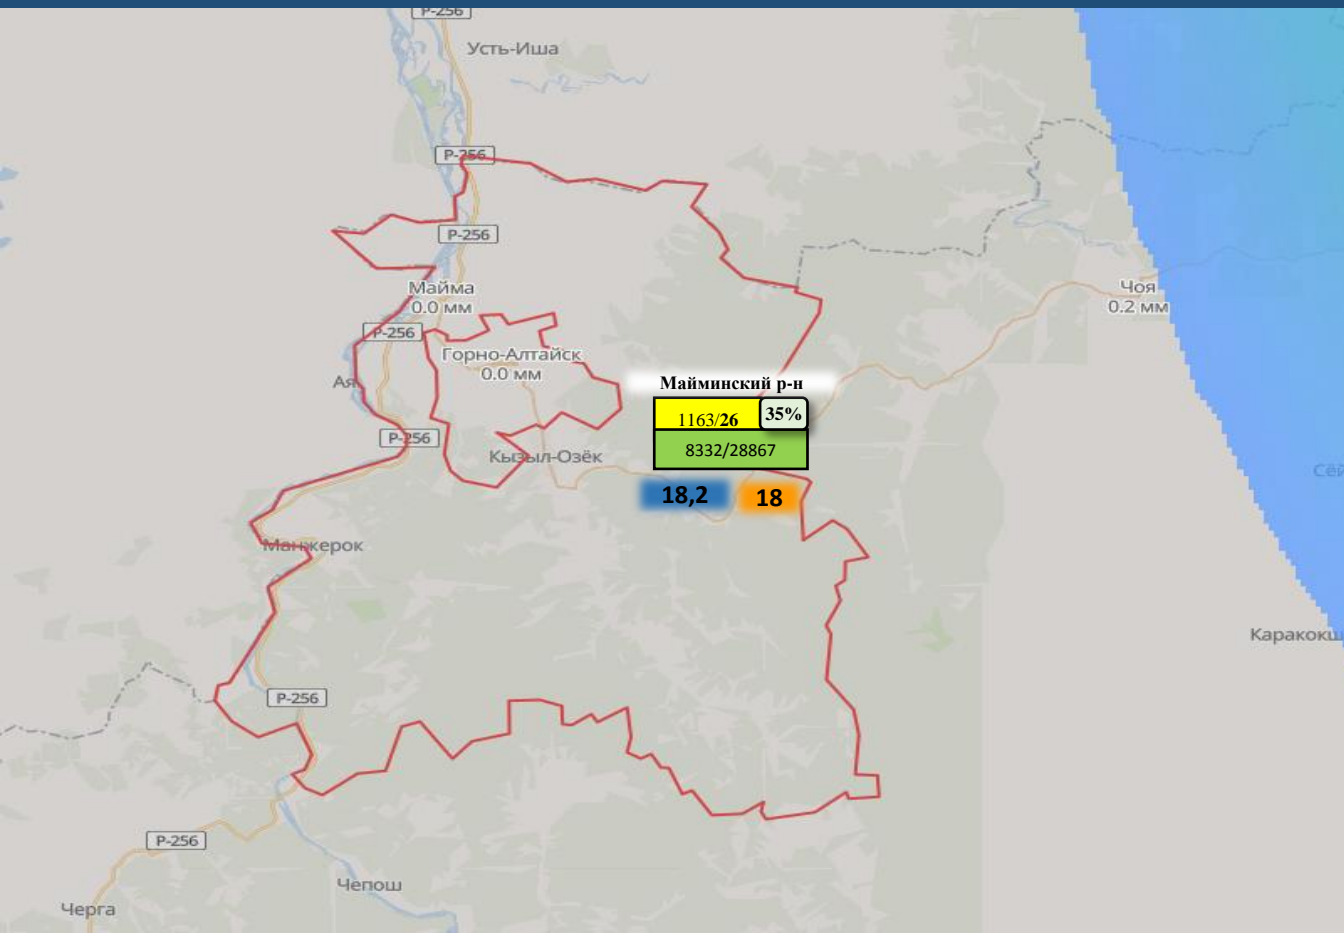 Р-256
Усть-Иша
Р-256
Р-256
Майма
0.0 мм
Чоя
0.2 мм
Р-256
Горно-Алтайск
0.0 мм
Ая
Майминский р-н
1163/26
35%
Р-256
8332/28867
Кызыл-Озёк
18,2
18
Манжерок
Каракокш
Р-256
Р-256
Чепош
Черга